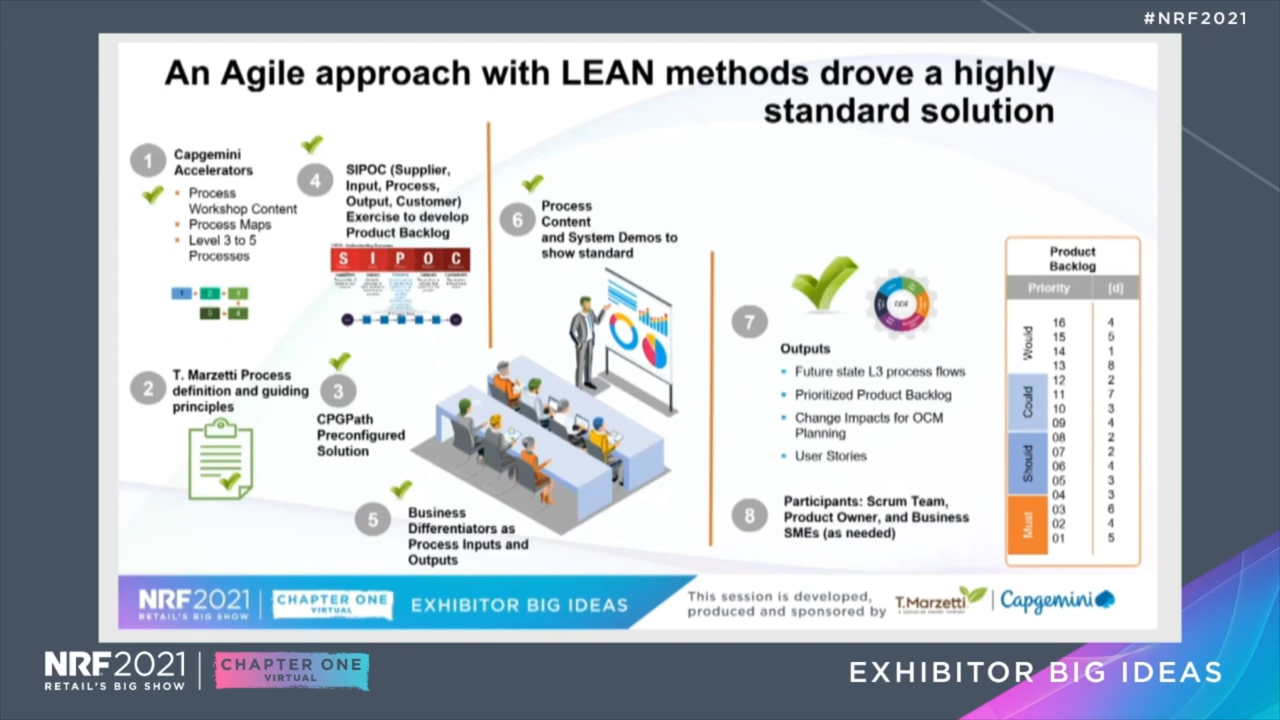 #NRF2021
An Agile approach with LEAN methods drove a highly
standard solution
1
Capgemini
Accelerators
Process
Workshop Content
Process Maps
Level 3 to 5
Processes
1
2
3
5
4
2
T. Marzetti Process
definition and guiding
principles
3
CPGPath
Preconfigured
Solution
4
SIPOC (Supplier,
Input, Process,
Output, Customer)
Exercise to develop
Product Backlog
S I P O C
5
Business
Differentiators as
Process Inputs and
Outputs
6
Process
Content
and System Demos to
show standard
7
Outputs
Future state L3 process flows
Prioritized Product Backlog
Change Impacts for OCM
Planning
User Stories
8
Participants: Scrum Team,
Product Owner, and Business
SMEs (as needed)
Product
Backlog
Priority [d]
Would
16 4
15 5
14 1
13 8
Could
12 2
11 7
10 3
09 4
Should
08 2
07 2
06 4
05 3
Must
04 3
03 6
02 4
01 5
NRF2021
RETAIL'S BIG SHOW
CHAPTER ONE
VIRTUAL
EXHIBITOR BIG IDEAS
This session is developed,
produced and sponsored by
T.Marzetti
Capgemini
NRF2021
RETAIL'S BIG SHOW
CHAPTER ONE
VIRTUAL
EXHIBITOR BIG IDEAS